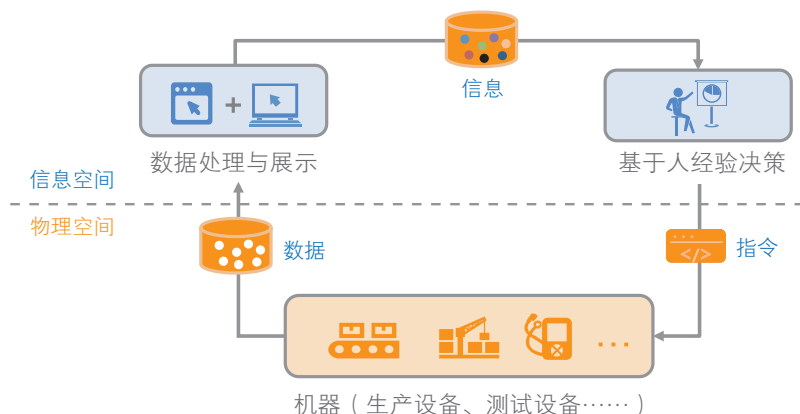 信息
数据处理与展示
基于人经验决策
信息空间
物理空间
数据
</>
指令
机器（生产设备、测试设备……）